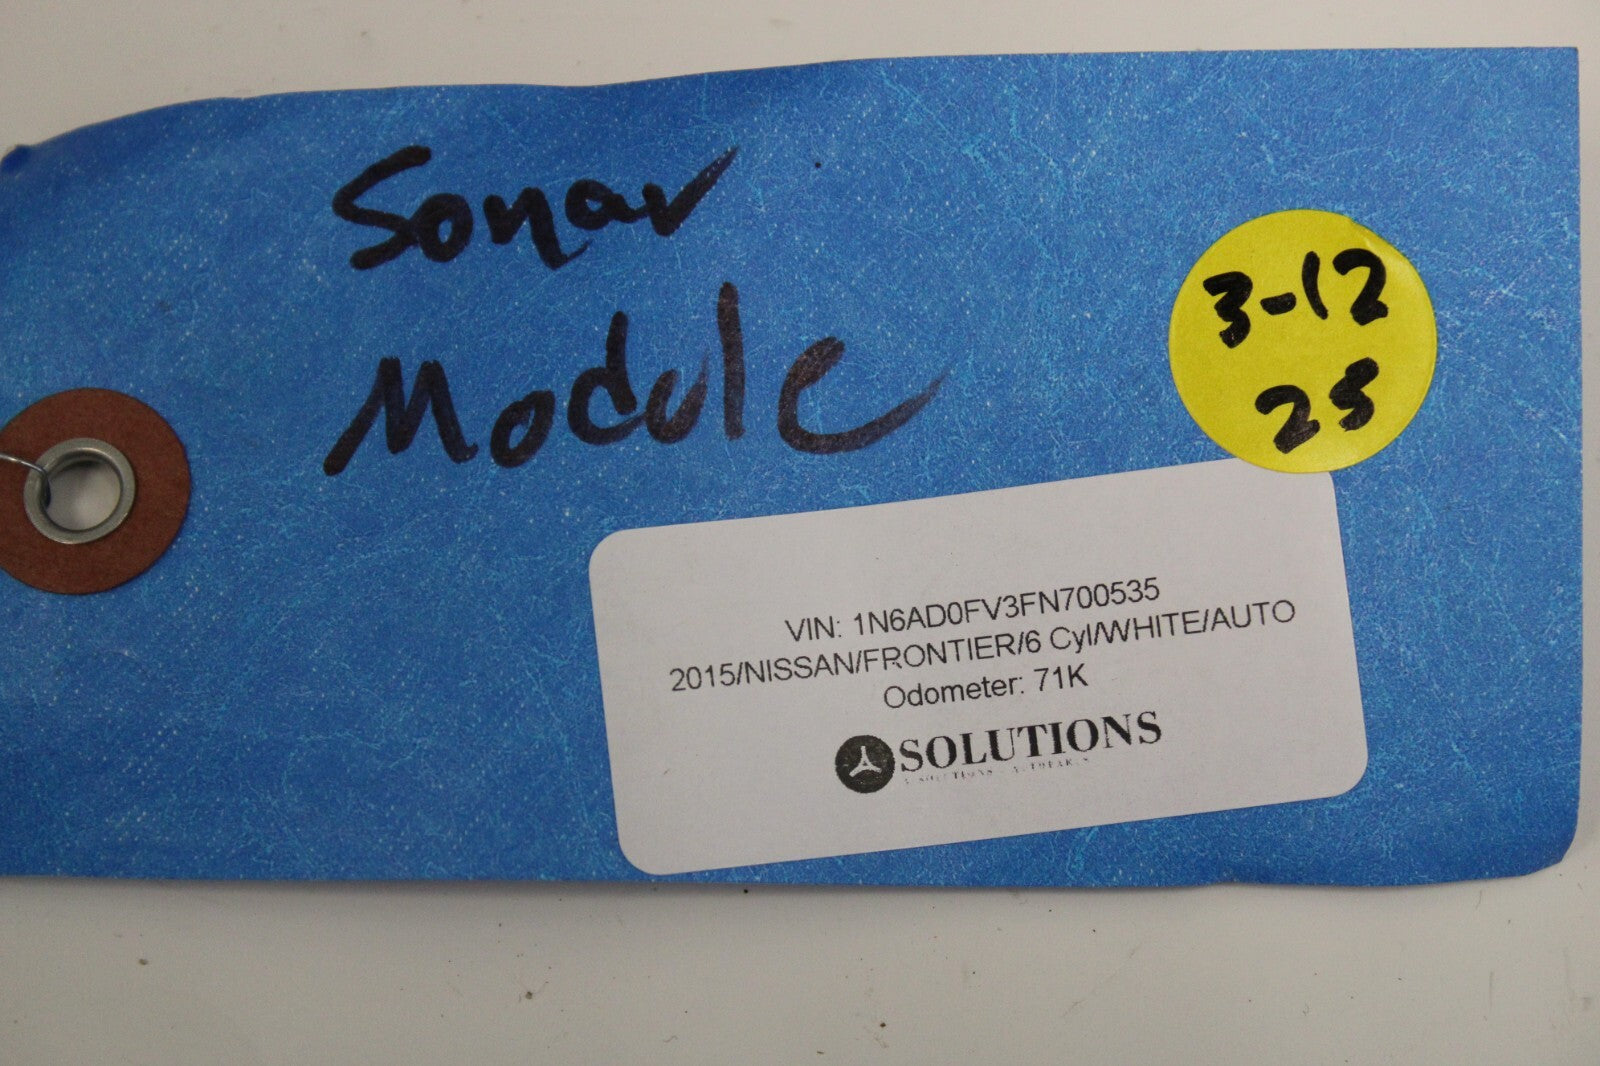 Sonar
Module
3-12
25
VIN: 1N6AD0FV3FN700535
2015/NISSAN/FRONTIER/6 Cyl/WHITE/AUTO
Odometer: 71K
SOLUTIONS